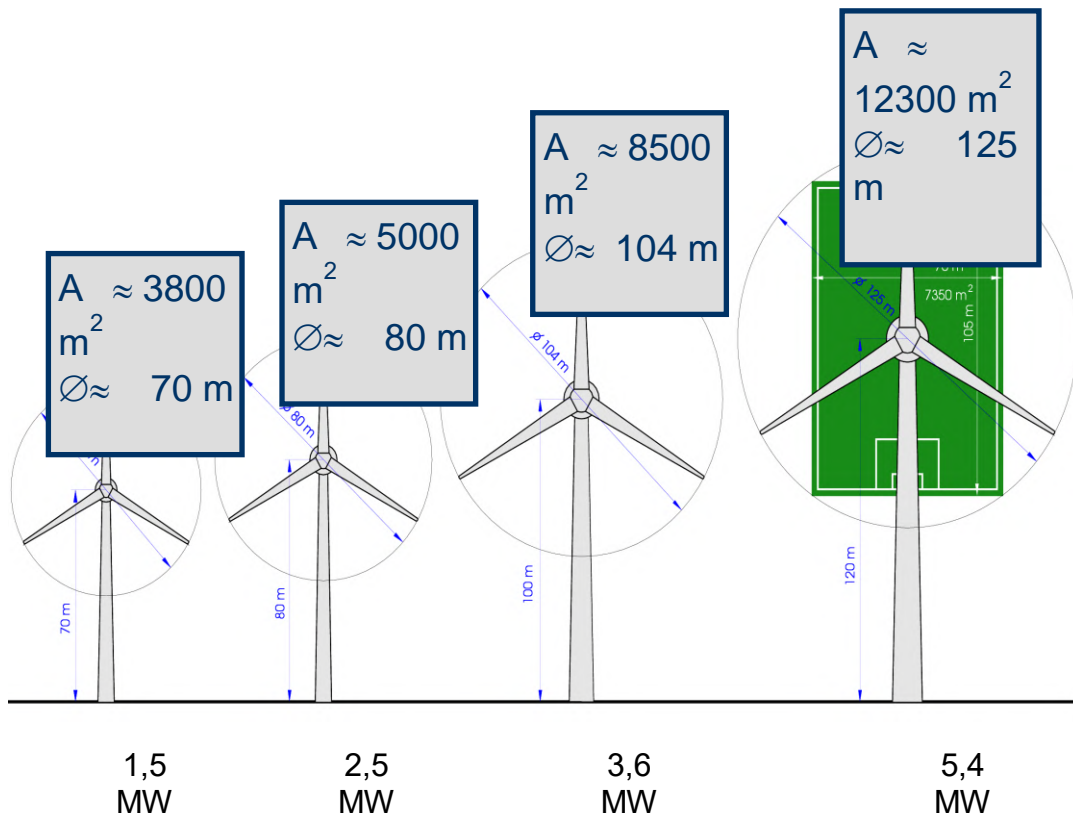 A ≈
12300 m²
∅≈ 125
m
A ≈ 8500
m²
∅≈ 104 m
A ≈ 5000
m²
∅≈ 80 m
A ≈ 3800
m²
∅≈ 70 m
7350 m²
105 m
ø 125 m
ø 104 m
ø 80 m
70 m
80 m
100 m
120 m
1,5
MW
2,5
MW
3,6
MW
5,4
MW